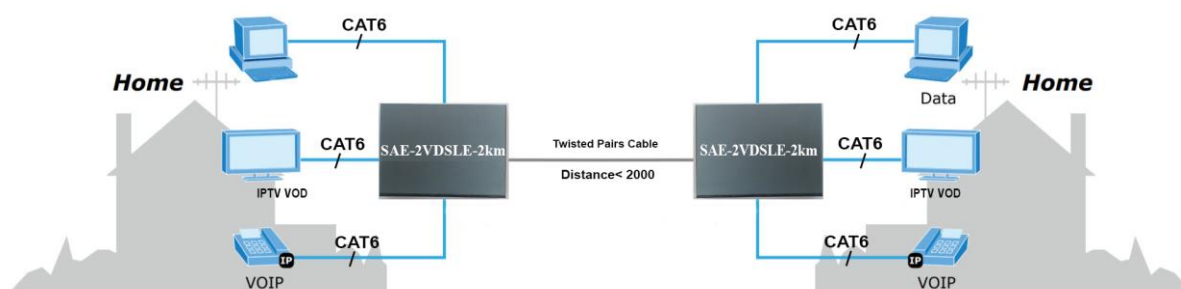 CAT6
CAT6
Home
Home
Data
SAE-2VDSLE-2km
Twisted Pairs Cable
SAE-2VDSLE-2km
CAT6
CAT6
Distance< 2000
IPTV VOD
IPTV VOD
CAT6
CAT6
IP
IP
VOIP
VOIP